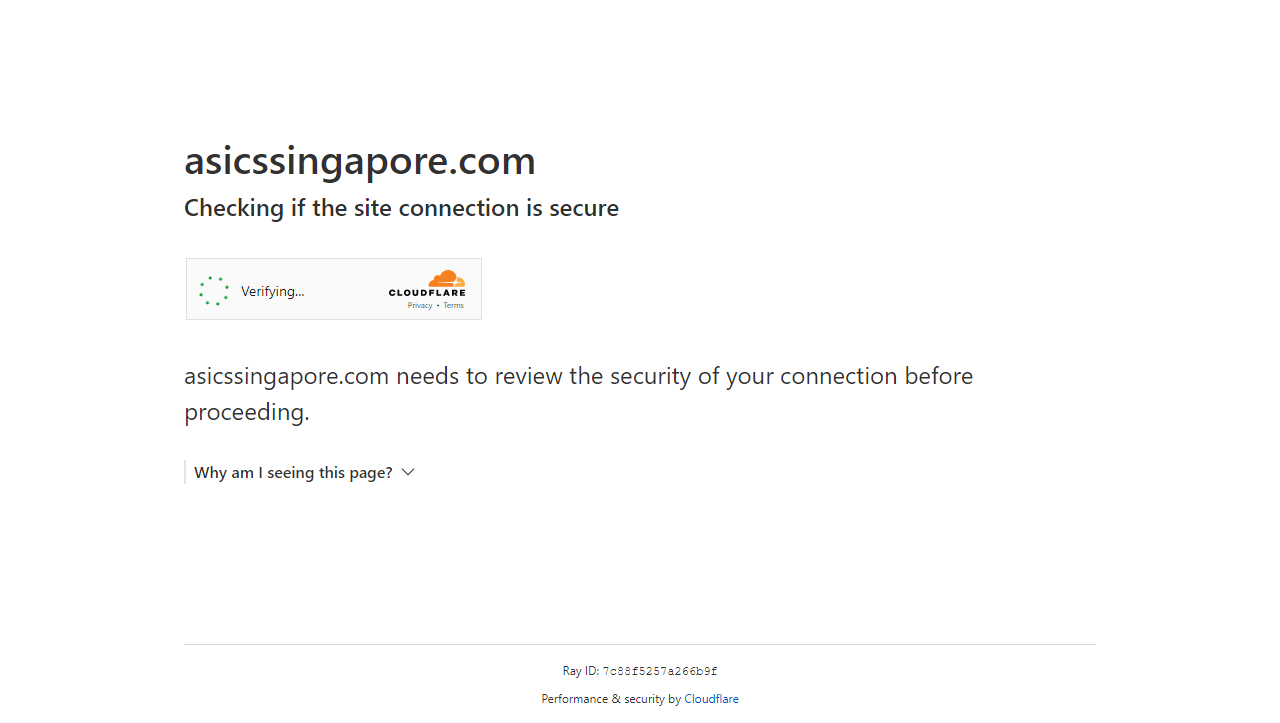 asicssingapore.com
Checking if the site connection is secure
Verifying...
CLOUDFLARE
Privacy • Terms
asicssingapore.com needs to review the security of your connection before
proceeding.
Why am I seeing this page?
Ray ID: 7c88f5257a266b9f
Performance & security by Cloudflare